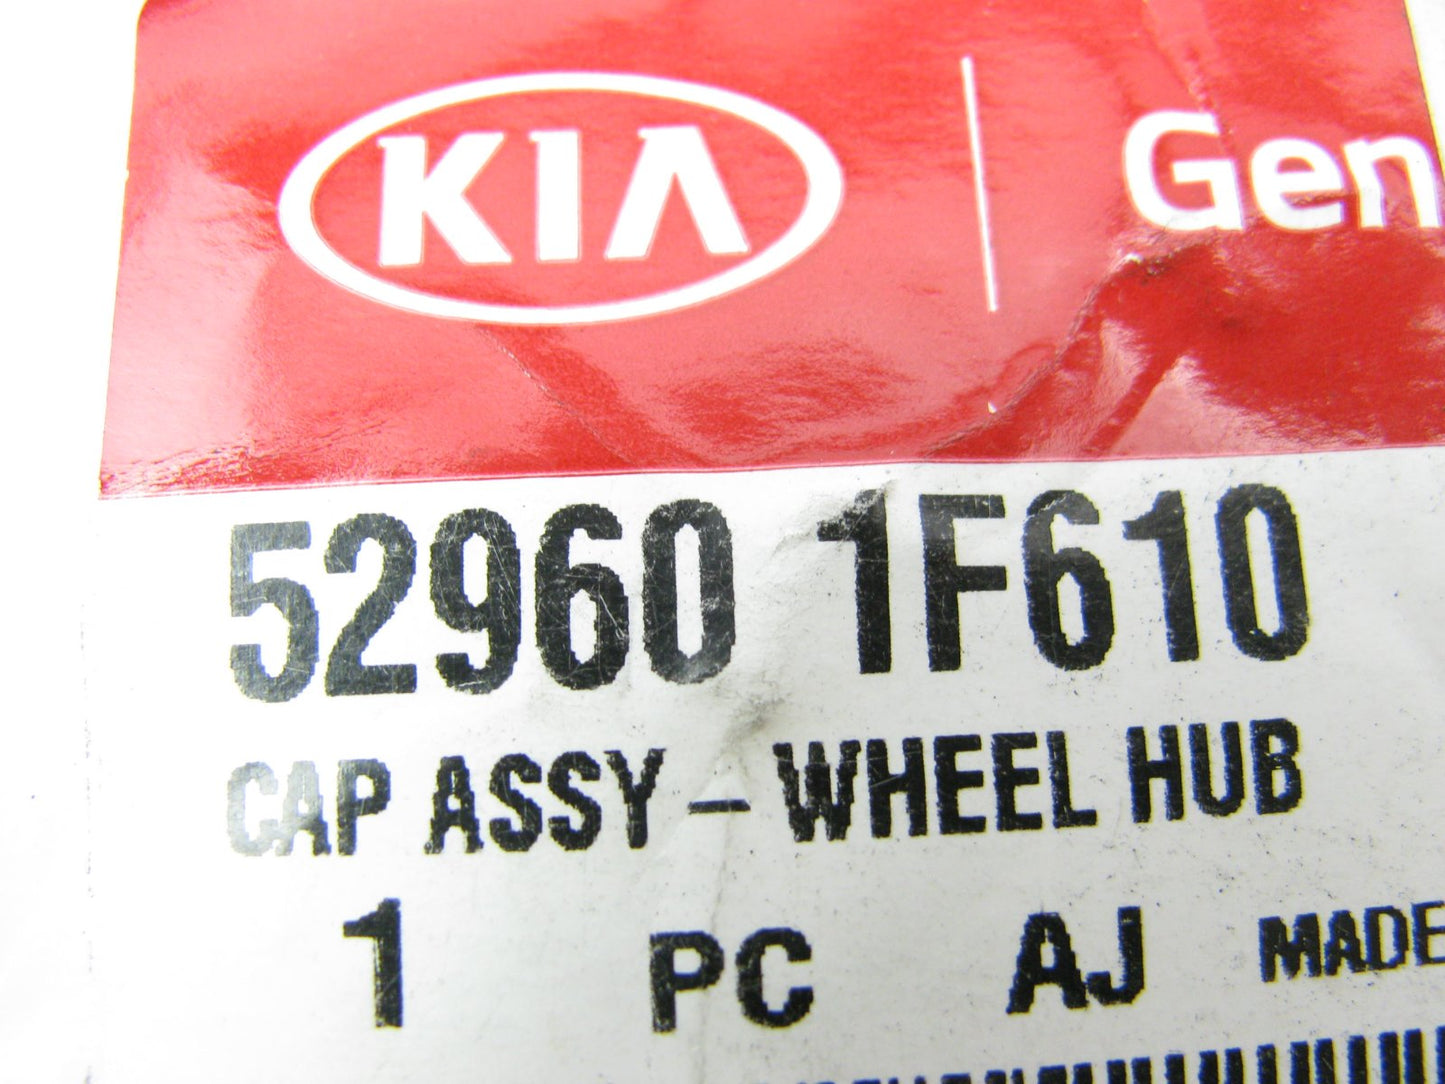 KIA | Gen
52960 1F610
CAP ASSY - WHEEL HUB
1 PC AJ MADE